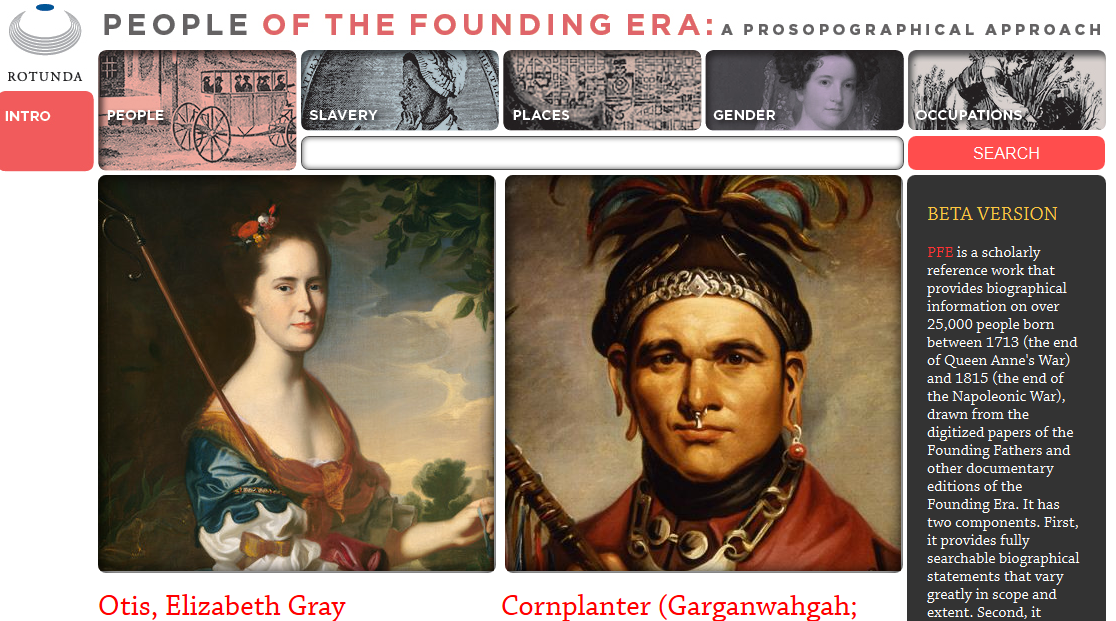 PEOPLE OF THE FOUNDING ERA: A PROSOPOGRAPHICAL APPROACH
ROTUNDA
INTRO
PEOPLE
SLAVERY
PLACES
GENDER
OCCUPATIONS
SEARCH
BETA VERSION
PFE is a scholarly
reference work that
provides biographical
information on over
25,000 people born
between 1713 (the end
of Queen Anne's War)
and 1815 (the end of
the Napoleonic War),
drawn from the
digitized papers of the
Founding Fathers and
other documentary
editions of the
Founding Era. It has
two components. First,
it provides fully
searchable biographical
statements that vary
greatly in scope and
extent. Second, it
Otis, Elizabeth Gray
Cornplanter (Garganwahgah;